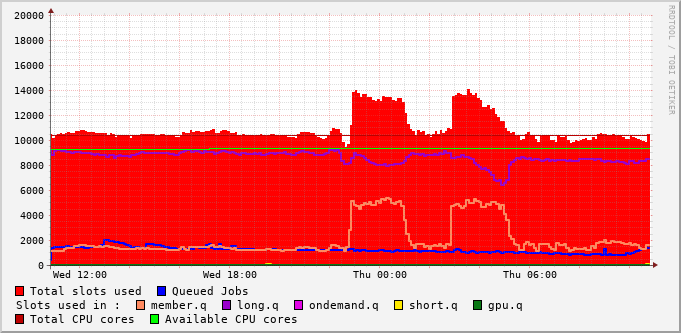 RRDTOOL / TOBI OETIKER
20000
18000
16000
14000
12000
10000
8000
6000
4000
2000
0
Wed 12:00 Wed 18:00 Thu 00:00 Thu 06:00
Total slots used Queued Jobs
Slots used in : member.q long.q ondemand.q short.q gpu.q
Total CPU cores Available CPU cores